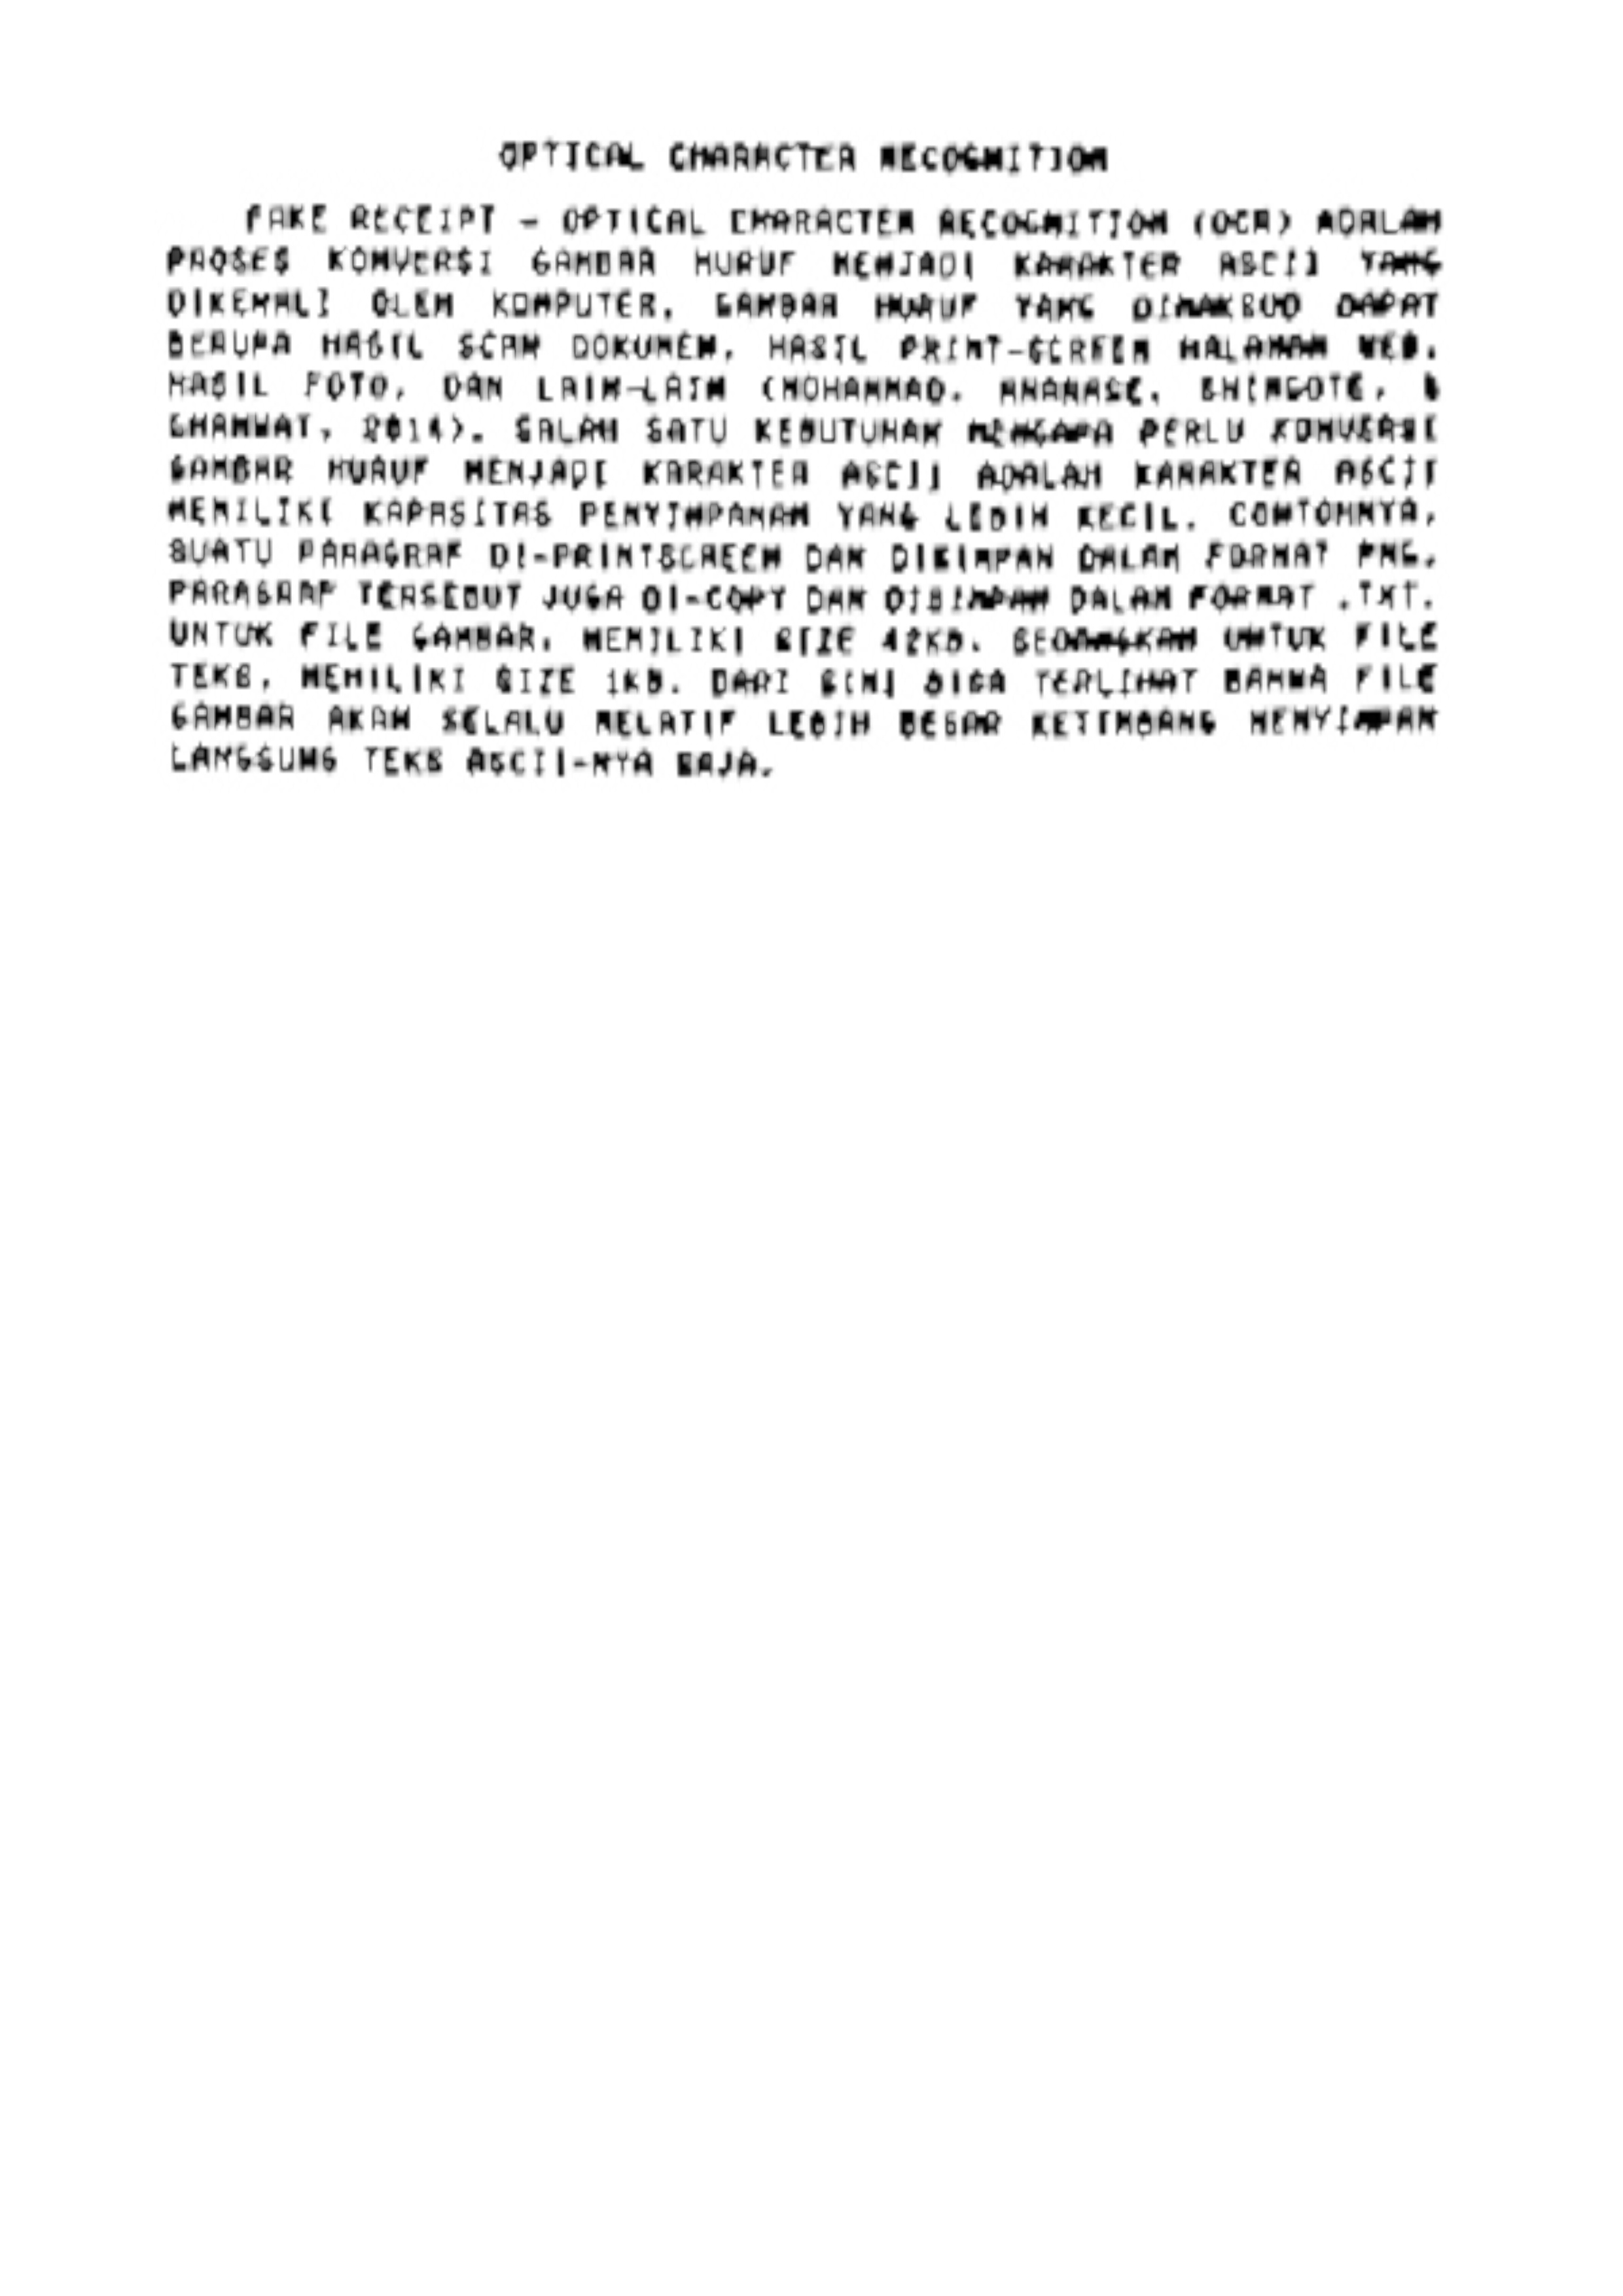 OPTICAL CHARACTER RECOGNITION
FAKE RECEIPT - OPTICAL CHARACTER RECOGNITION (OCR) ADALAH
PROSES KONVERSI GAMBAR HURUF MENJADI KARAKTER ASCII YANG
DIKENALI OLEH KOMPUTER. GAMBAR HURUF YANG DIMAKSUD DAPAT
BERUPA HASIL SCAN DOKUMEN, HASIL PRINT-SCREEN HALAMAN WEB,
HASIL FOTO, DAN LAIN-LAIN (MOHAMMAD, ANARASE, SHINGOTE, &
GHANWAT, 2014). SALAH SATU KEBUTUHAN MENGAPA PERLU KONVERSI
GAMBAR HURUF MENJADI KARAKTER ASCII ADALAH KARAKTER ASCII
MEMILIKI KAPASITAS PENYIMPANAN YANG LEBIH KECIL. CONTOHNYA,
SUATU PARAGRAF DI-PRINTSCREEN DAN DISIMPAN DALAM FORMAT PNG.
PARAGRAF TERSEBUT JUGA DI-COPY DAN DISIMPAN DALAM FORMAT .TXT.
UNTUK FILE GAMBAR, MEMILIKI SIZE 42KB. SEDANGKAN UNTUK FILE
TEKS, MEMILIKI SIZE 1KB. DARI SINI BISA TERLIHAT BAHWA FILE
GAMBAR AKAN SELALU RELATIF LEBIH BESAR KETIMBANG MENYIMPAN
LANGSUNG TEKS ASCII-NYA SAJA.